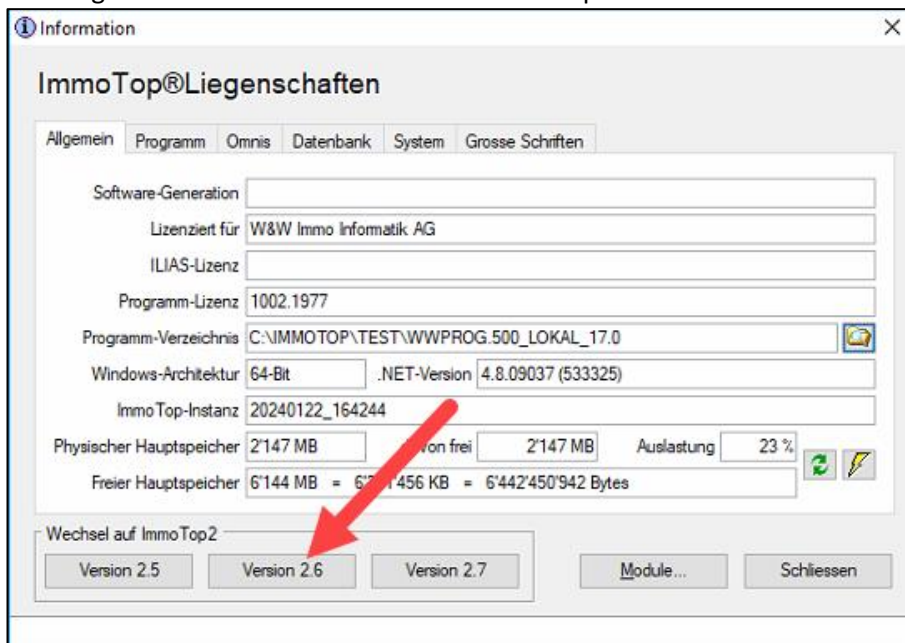 Information
ImmoTop®Liegenschaften
Allgemein Programm Omnis Datenbank System Grosse Schriften
Software-Generation
Lizenziert für W&W Immo Informatik AG
ILIAS-Lizenz
Programm-Lizenz 1002.1977
Programm-Verzeichnis C:\IMMOTOP\TEST\WWPROG.500_LOKAL_17.0
Windows-Architektur 64-Bit .NET-Version 4.8.09037 (533325)
ImmoTop-Instanz 20240122_164244
Physischer Hauptspeicher 2'147 MB frei 2'147 MB Auslastung 23 %
Freier Hauptspeicher 6'144 MB = KB = 6'442'450'942 Bytes
Wechsel auf ImmoTop2
Version 2.5 Version 2.6 Version 2.7 Module... Schliessen